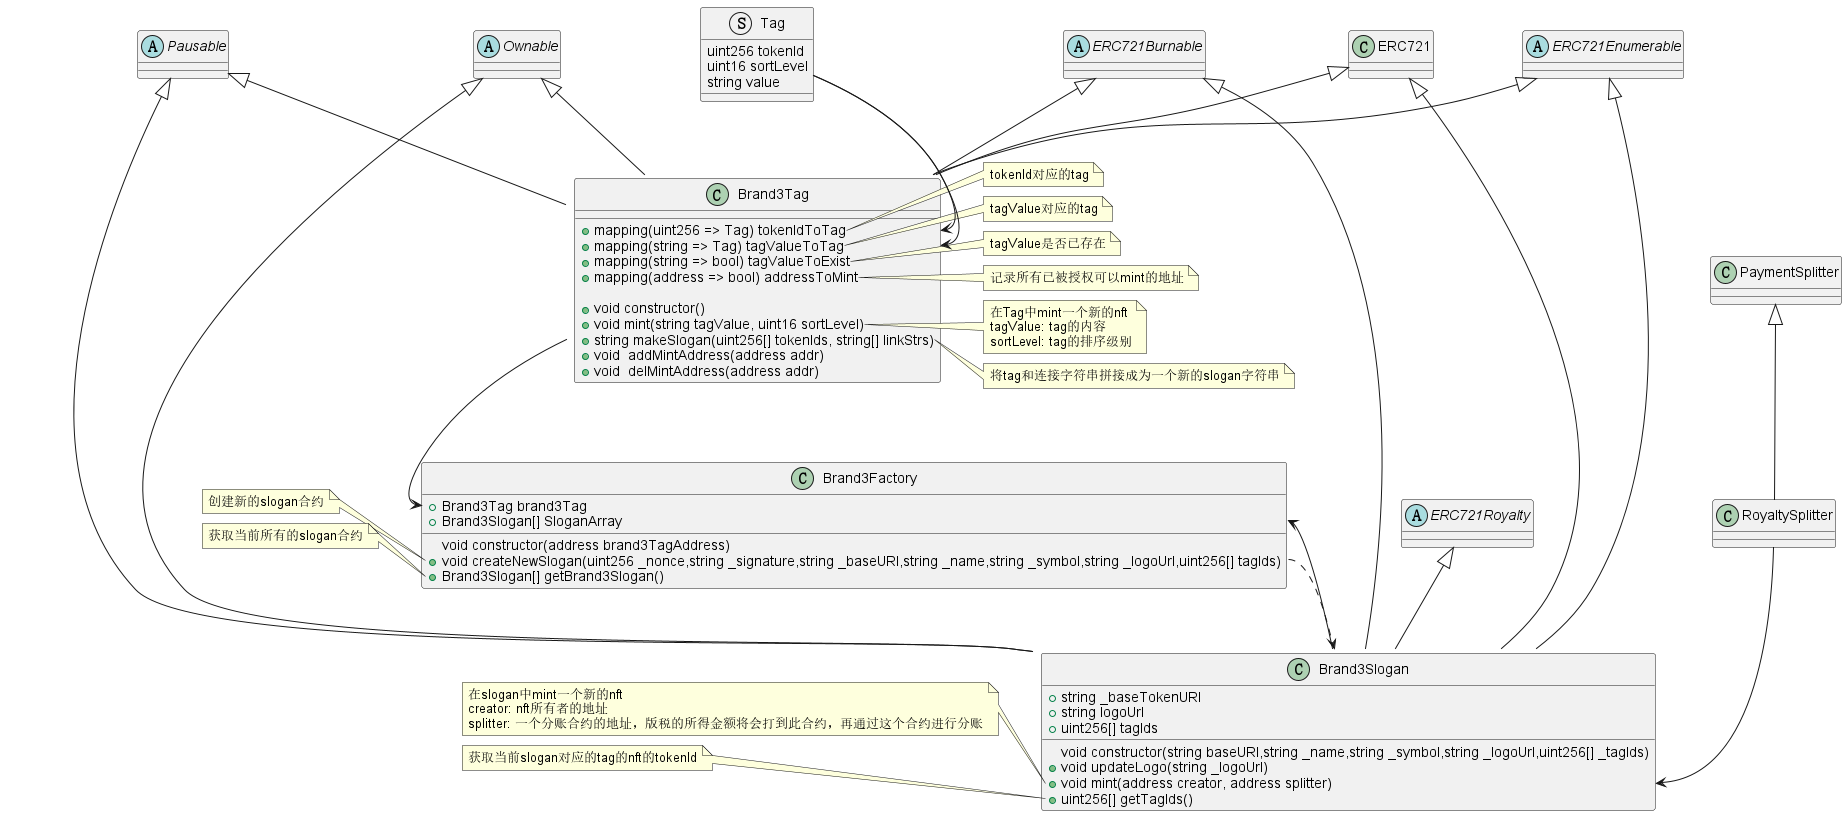 Pausable
Ownable
Tag
uint256 tokenId
uint16 sortLevel
string value
ERC721Burnable
ERC721
ERC721Enumerable
Brand3Tag
mapping(uint256 => Tag) tokenIdToTag
mapping(string => Tag) tagValueToTag
mapping(string => bool) tagValueToExist
mapping(address => bool) addressToMint
void constructor()
void mint(string tagValue, uint16 sortLevel)
string makeSlogan(uint256[] tokenIds, string[] linkStrs)
void  addMintAddress(address addr)
void  delMintAddress(address addr)
tokenId对应的tag
tagValue对应的tag
tagValue是否已存在
记录所有已被授权可以mint的地址
在Tag中mint一个新的nft
tagValue: tag的内容
sortLevel: tag的排序级别
将tag和连接字符串拼接成为一个新的slogan字符串
PaymentSplitter
Brand3Factory
Brand3Tag brand3Tag
Brand3Slogan[] SloganArray
void constructor(address brand3TagAddress)
void createNewSlogan(uint256 _nonce,string _signature,string _baseURI,string _name,string _symbol,string _logoUrl,uint256[] tagIds)
Brand3Slogan[] getBrand3Slogan()
创建新的slogan合约
获取当前所有的slogan合约
ERC721Royalty
RoyaltySplitter
Brand3Slogan
string _baseTokenURI
string logoUrl
uint256[] tagIds
void constructor(string baseURI,string _name,string _symbol,string _logoUrl,uint256[] _tagIds)
void updateLogo(string _logoUrl)
void mint(address creator, address splitter)
uint256[] getTagIds()
在slogan中mint一个新的nft
creator: nft所有者的地址
splitter: 一个分账合约的地址，版税的所得金额将会打到此合约，再通过这个合约进行分账
获取当前slogan对应的tag的nft的tokenId